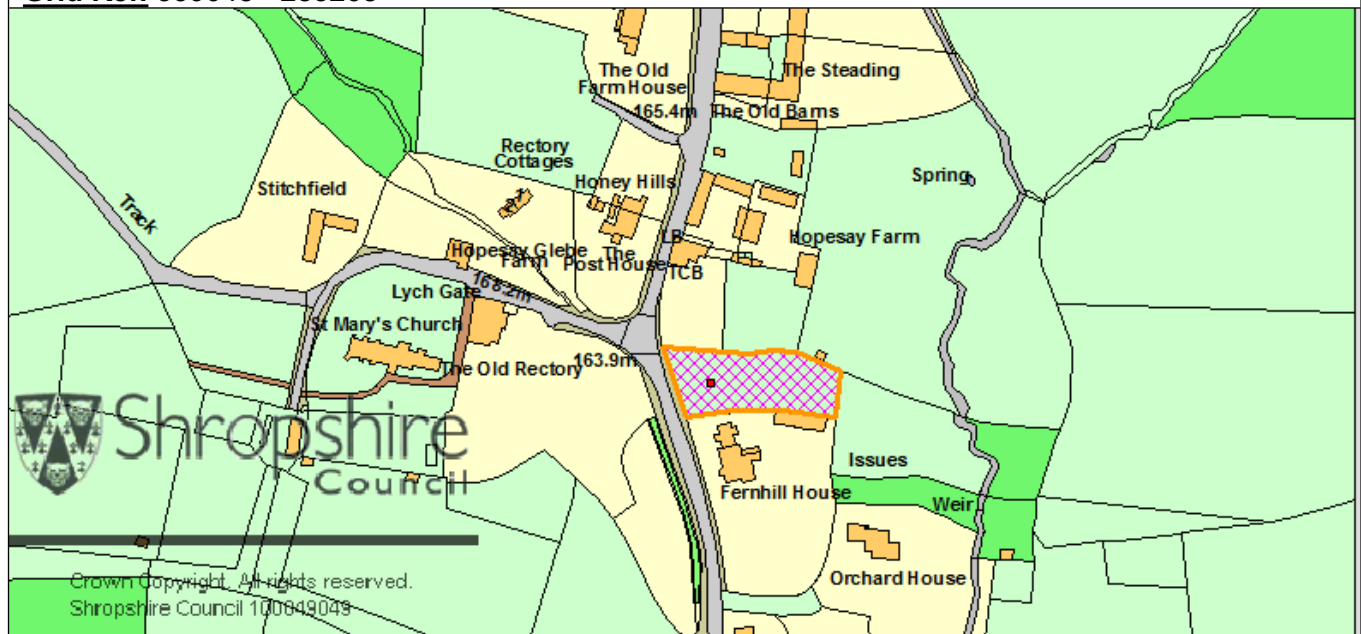 The Old
FarmHouse
The Steading
165.4m
The Old Barns
Rectory
Cottages
Stitchfield
Honey Hills
Spring
Track
LB
Hopesay Farm
Hopesay Glebe
Farm
The
Post House
TCB
168.2m
Lych Gate
St Mary's Church
The Old Rectory
163.9m
Shropshire
Council
Issues
Fernhill House
Weir
Orchard House
Crown Copyright. All rights reserved.
Shropshire Council 100049049